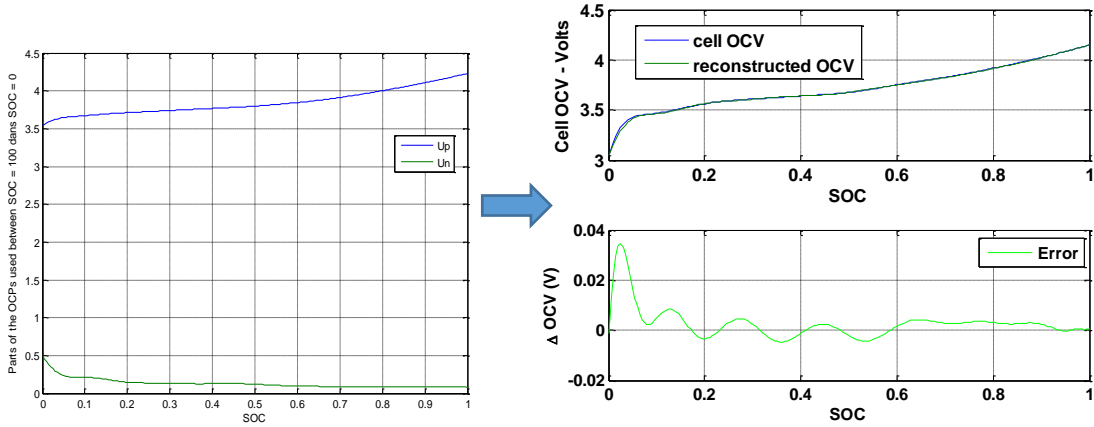 Parts of the OCPs used between SOC = 100 dans SOC = 0
4.5
4
3.5
3
2.5
2
1.5
1
0.5
0
0 0.1 0.2 0.3 0.4 0.5 0.6 0.7 0.8 0.9 1
SOC
Up
Un
Cell OCV - Volts
4.5
4
3.5
3
cell OCV
reconstructed OCV
0 0.2 0.4 0.6 0.8 1
SOC
Δ OCV (V)
0.04
0.02
0
-0.02
Error
0 0.2 0.4 0.6 0.8 1
SOC